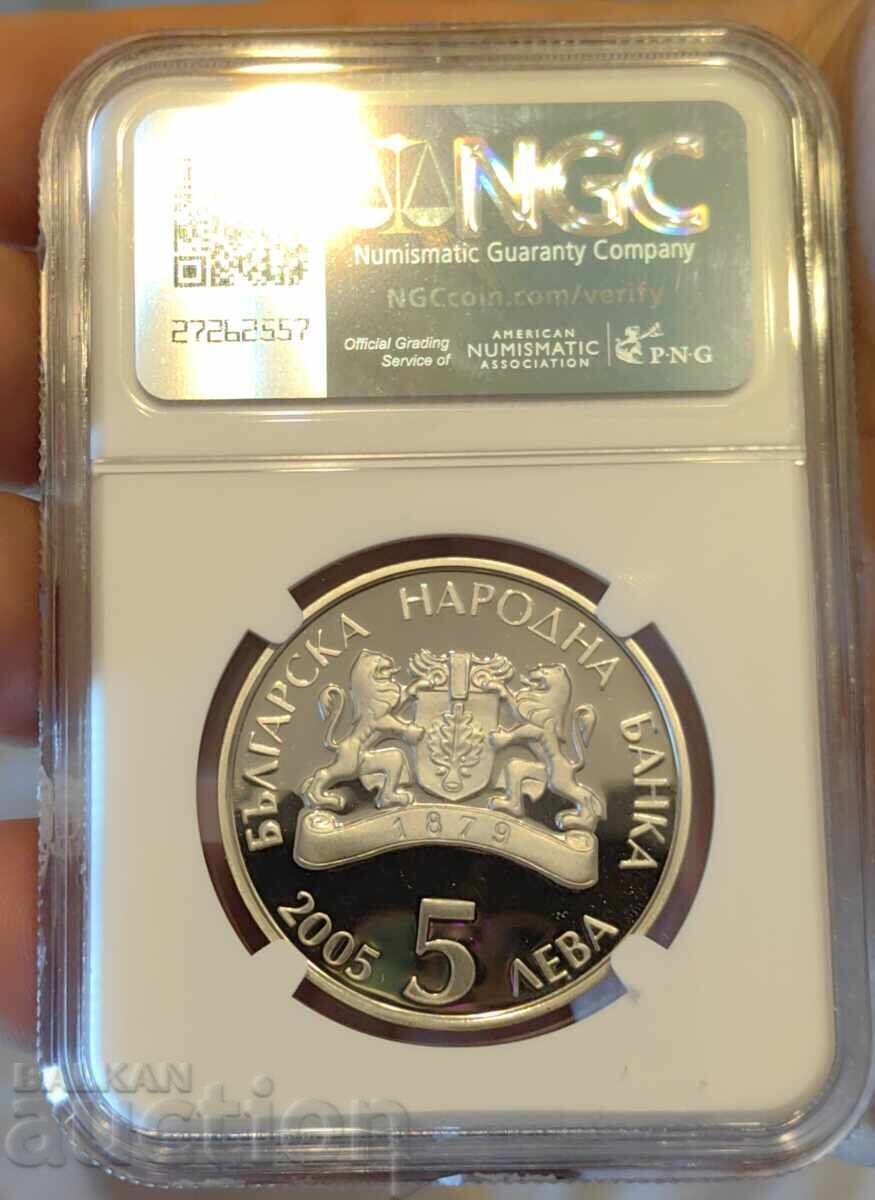 NGC
Numismatic Guaranty Company
NGCcoin.com/verify
27262557
Official Grading
Service of
AMERICAN
NUMISMATIC
ASSOCIATION
P·N·G
БЪЛГАРСКА НАРОДНА БАНКА
1879
2005 5 ЛЕВА
BALKAN
auction